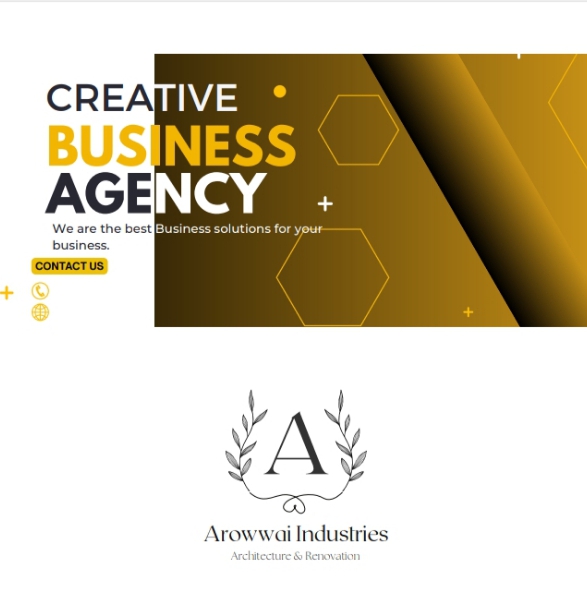 CREATIVE
BUSINESS
AGENCY
We are the best Business solutions for your
business.
CONTACT US
A
Arowwai Industries
Architecture & Renovation